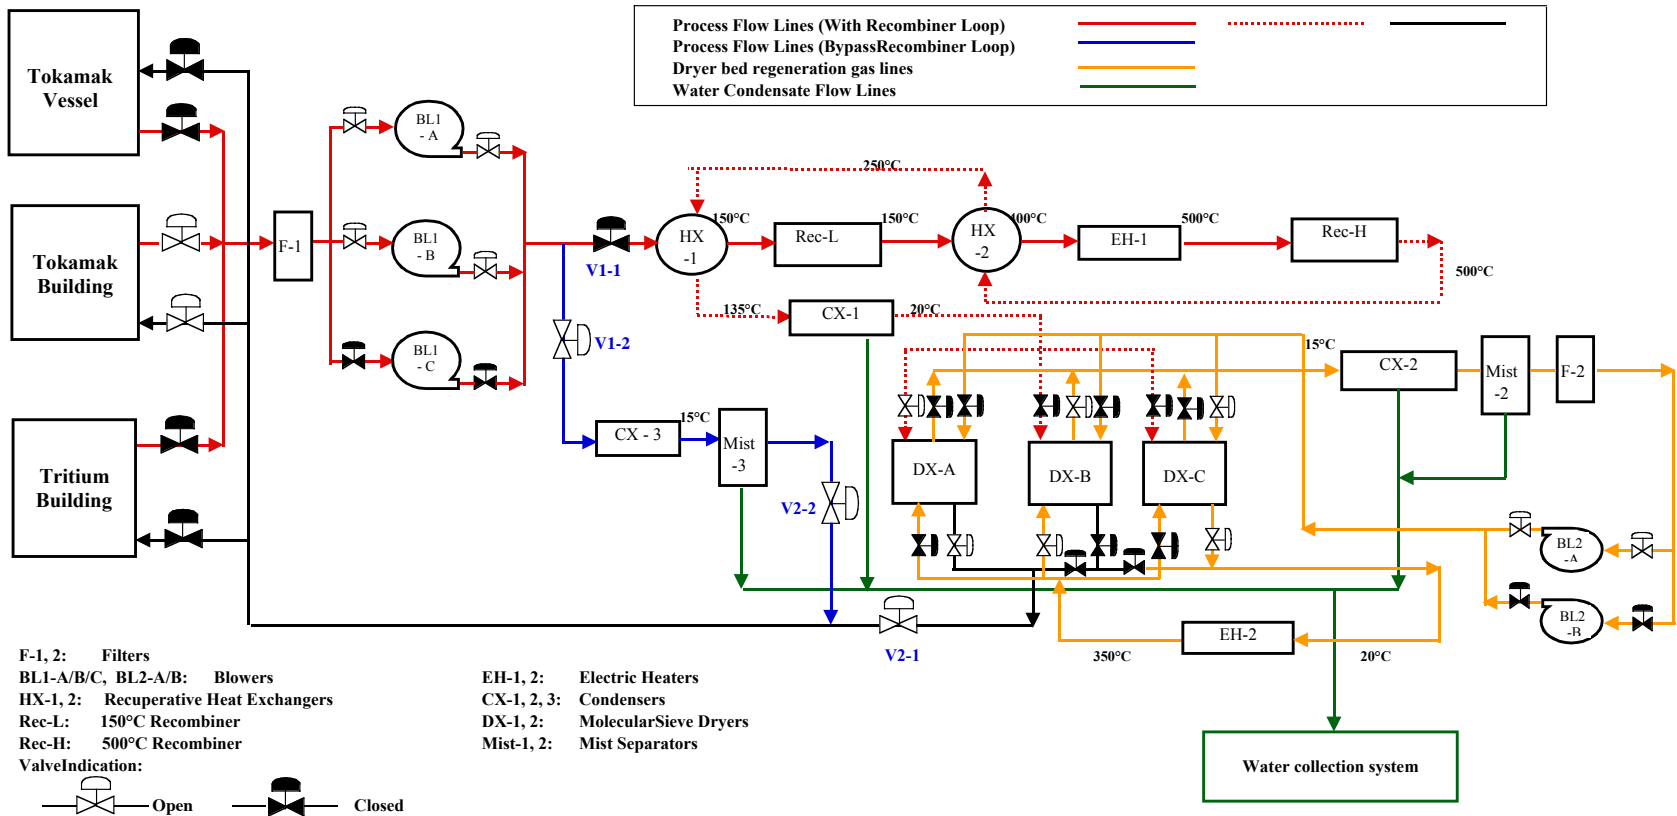 Process Flow Lines (With Recombiner Loop)
Process Flow Lines (BypassRecombiner Loop)
Dryer bed regeneration gas lines
Water Condensate Flow Lines
Tokamak
Vessel
Tokamak
Building
Tritium
Building
F-1
BL1
- A
BL1
- B
BL1
- C
V1-1
V1-2
HX
-1
150°C
Rec-L
150°C
250°C
HX
-2
400°C
EH-1
500°C
Rec-H
500°C
135°C
CX-1
20°C
CX - 3
15°C
Mist
-3
V2-2
DX-A
DX-B
DX-C
15°C
CX-2
Mist
-2
F-2
BL2
-A
BL2
-B
V2-1
350°C
EH-2
20°C
F-1, 2: Filters
BL1-A/B/C, BL2-A/B: Blowers
HX-1, 2: Recuperative Heat Exchangers
Rec-L: 150°C Recombiner
Rec-H: 500°C Recombiner
ValveIndication:
Open
Closed
EH-1, 2: Electric Heaters
CX-1, 2, 3: Condensers
DX-1, 2: MolecularSieve Dryers
Mist-1, 2: Mist Separators
Water collection system